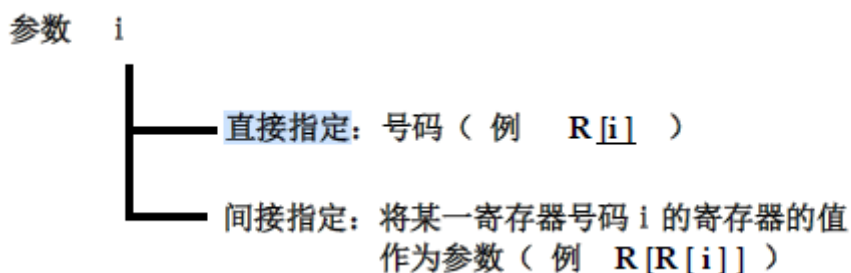 参数 i
直接指定：号码（ 例 R [i] ）
间接指定：将某一寄存器号码 i 的寄存器的值
作为参数（ 例 R [R [ i ] ] ）